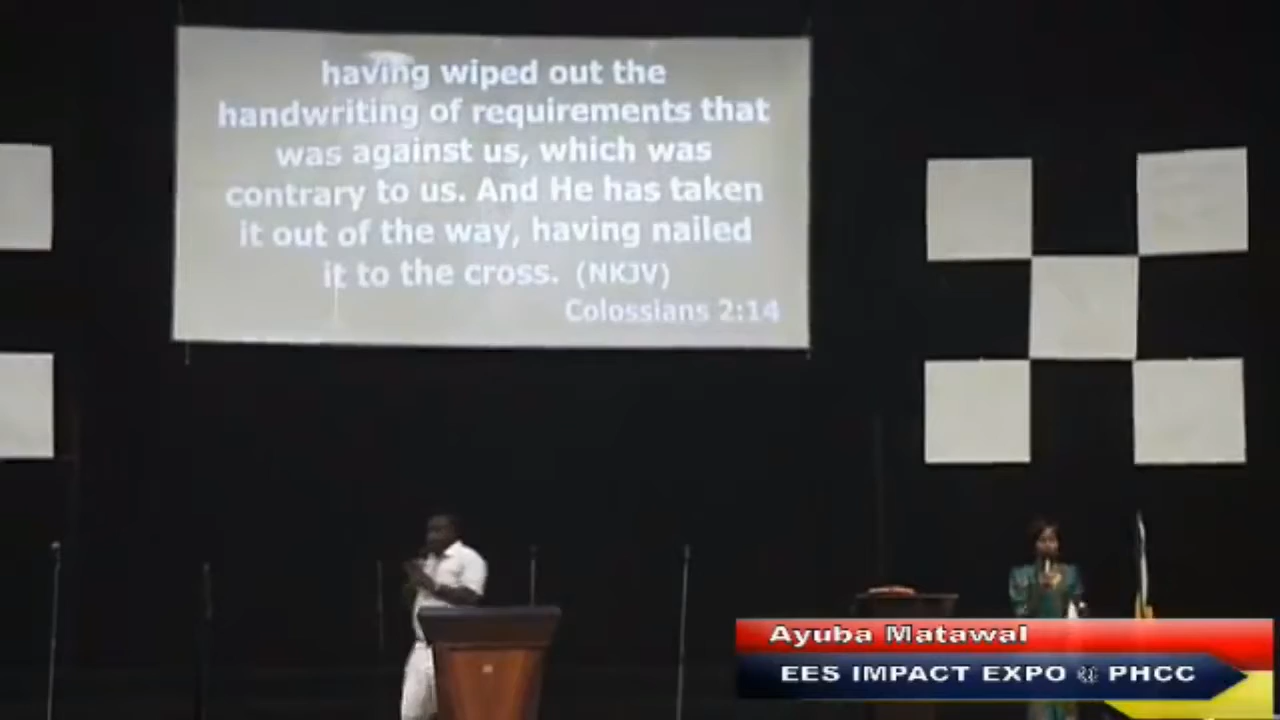 having wiped out the
handwriting of requirements that
was against us, which was
contrary to us. And He has taken
it out of the way, having nailed
it to the cross. (NKJV)
Colossians 2:14
Ayuba Matawal
EES IMPACT EXPO @ PHCC